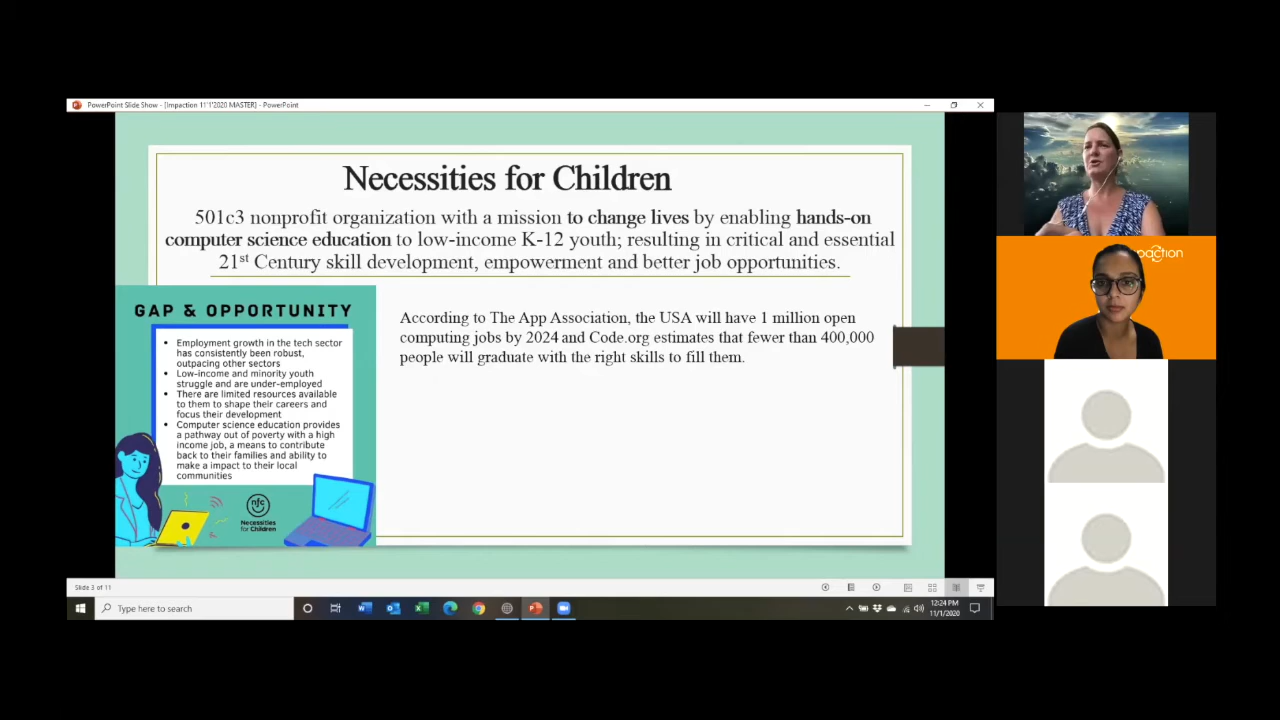 PowerPoint Slide Show - [Impaction 11'1'2020 MASTER] - PowerPoint
Necessities for Children
501c3 nonprofit organization with a mission to change lives by enabling hands-on
computer science education to low-income K-12 youth; resulting in critical and essential
21st Century skill development, empowerment and better job opportunities.
GAP & OPPORTUNITY
• Employment growth in the tech sector
has consistently been robust,
outpacing other sectors
• Low-income and minority youth
struggle and are under-employed
• There are limited resources available
to them to shape their careers and
focus their development
• Computer science education provides
a pathway out of poverty with a high
income job, a means to contribute
back to their families and ability to
make a impact to their local
communities
nfc
Necessities
for Children
According to The App Association, the USA will have 1 million open
computing jobs by 2024 and Code.org estimates that fewer than 400,000
people will graduate with the right skills to fill them.
paction
Slide 3 of 11
Type here to search
12:24 PM
11/1/2020